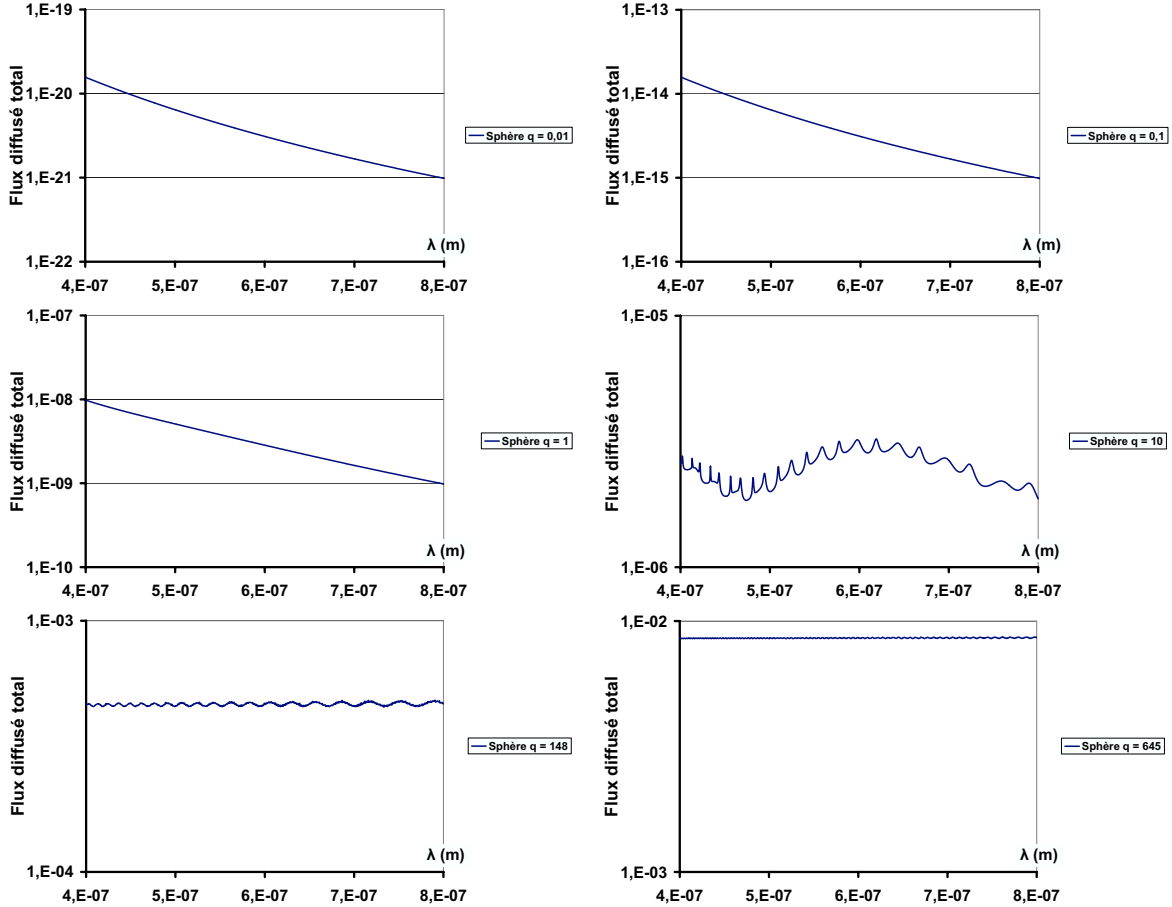 1,E-19
1,E-20
1,E-21
1,E-22
Flux diffusé total
λ (m)
4,E-07 5,E-07 6,E-07 7,E-07 8,E-07
Sphère q = 0,01
1,E-13
1,E-14
1,E-15
1,E-16
Flux diffusé total
λ (m)
4,E-07 5,E-07 6,E-07 7,E-07 8,E-07
Sphère q = 0,1
1,E-07
1,E-08
1,E-09
1,E-10
Flux diffusé total
λ (m)
4,E-07 5,E-07 6,E-07 7,E-07 8,E-07
Sphère q = 1
1,E-05
1,E-06
Flux diffusé total
λ (m)
4,E-07 5,E-07 6,E-07 7,E-07 8,E-07
Sphère q = 10
1,E-03
1,E-04
Flux diffusé total
λ (m)
4,E-07 5,E-07 6,E-07 7,E-07 8,E-07
Sphère q = 148
1,E-02
1,E-03
Flux diffusé total
λ (m)
4,E-07 5,E-07 6,E-07 7,E-07 8,E-07
Sphère q = 645